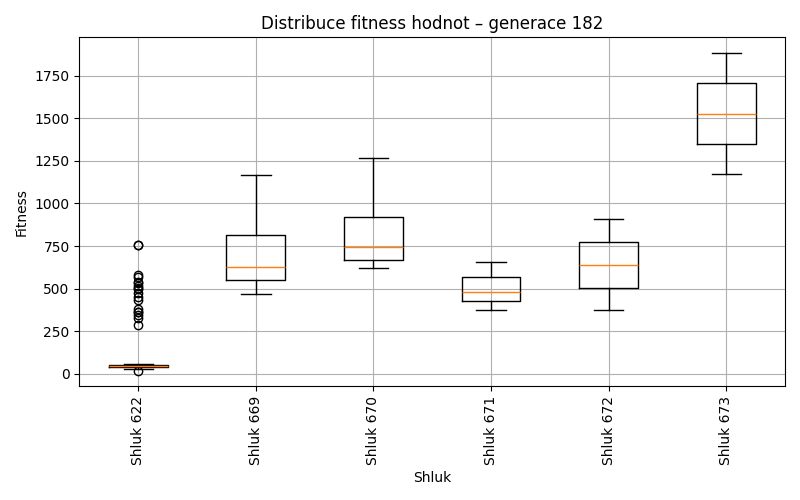 Distribuce fitness hodnot – generace 182
Fitness
1750
1500
1250
1000
750
500
250
0
Shluk 622
Shluk 669
Shluk 670
Shluk 671
Shluk 672
Shluk 673
Shluk